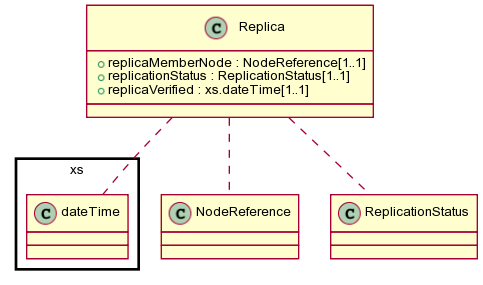 C Replica
replicaMemberNode : NodeReference[1..1]
replicationStatus : ReplicationStatus[1..1]
replicaVerified : xs.dateTime[1..1]
xs
C dateTime
C NodeReference
C ReplicationStatus